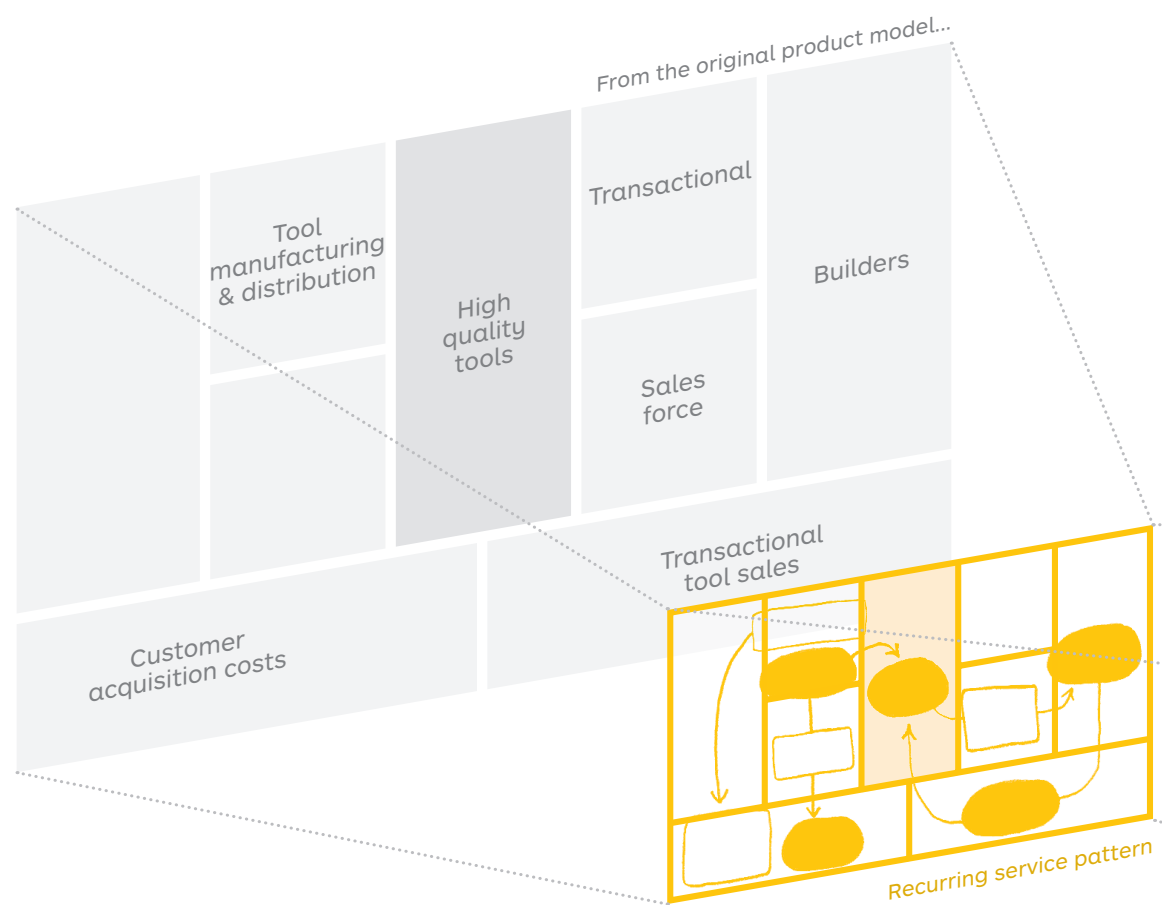 From the original product model...
Tool
manufacturing
& distribution
High
quality
tools
Transactional
Sales
force
Builders
Customer
acquisition costs
Transactional
tool sales
Recurring service pattern